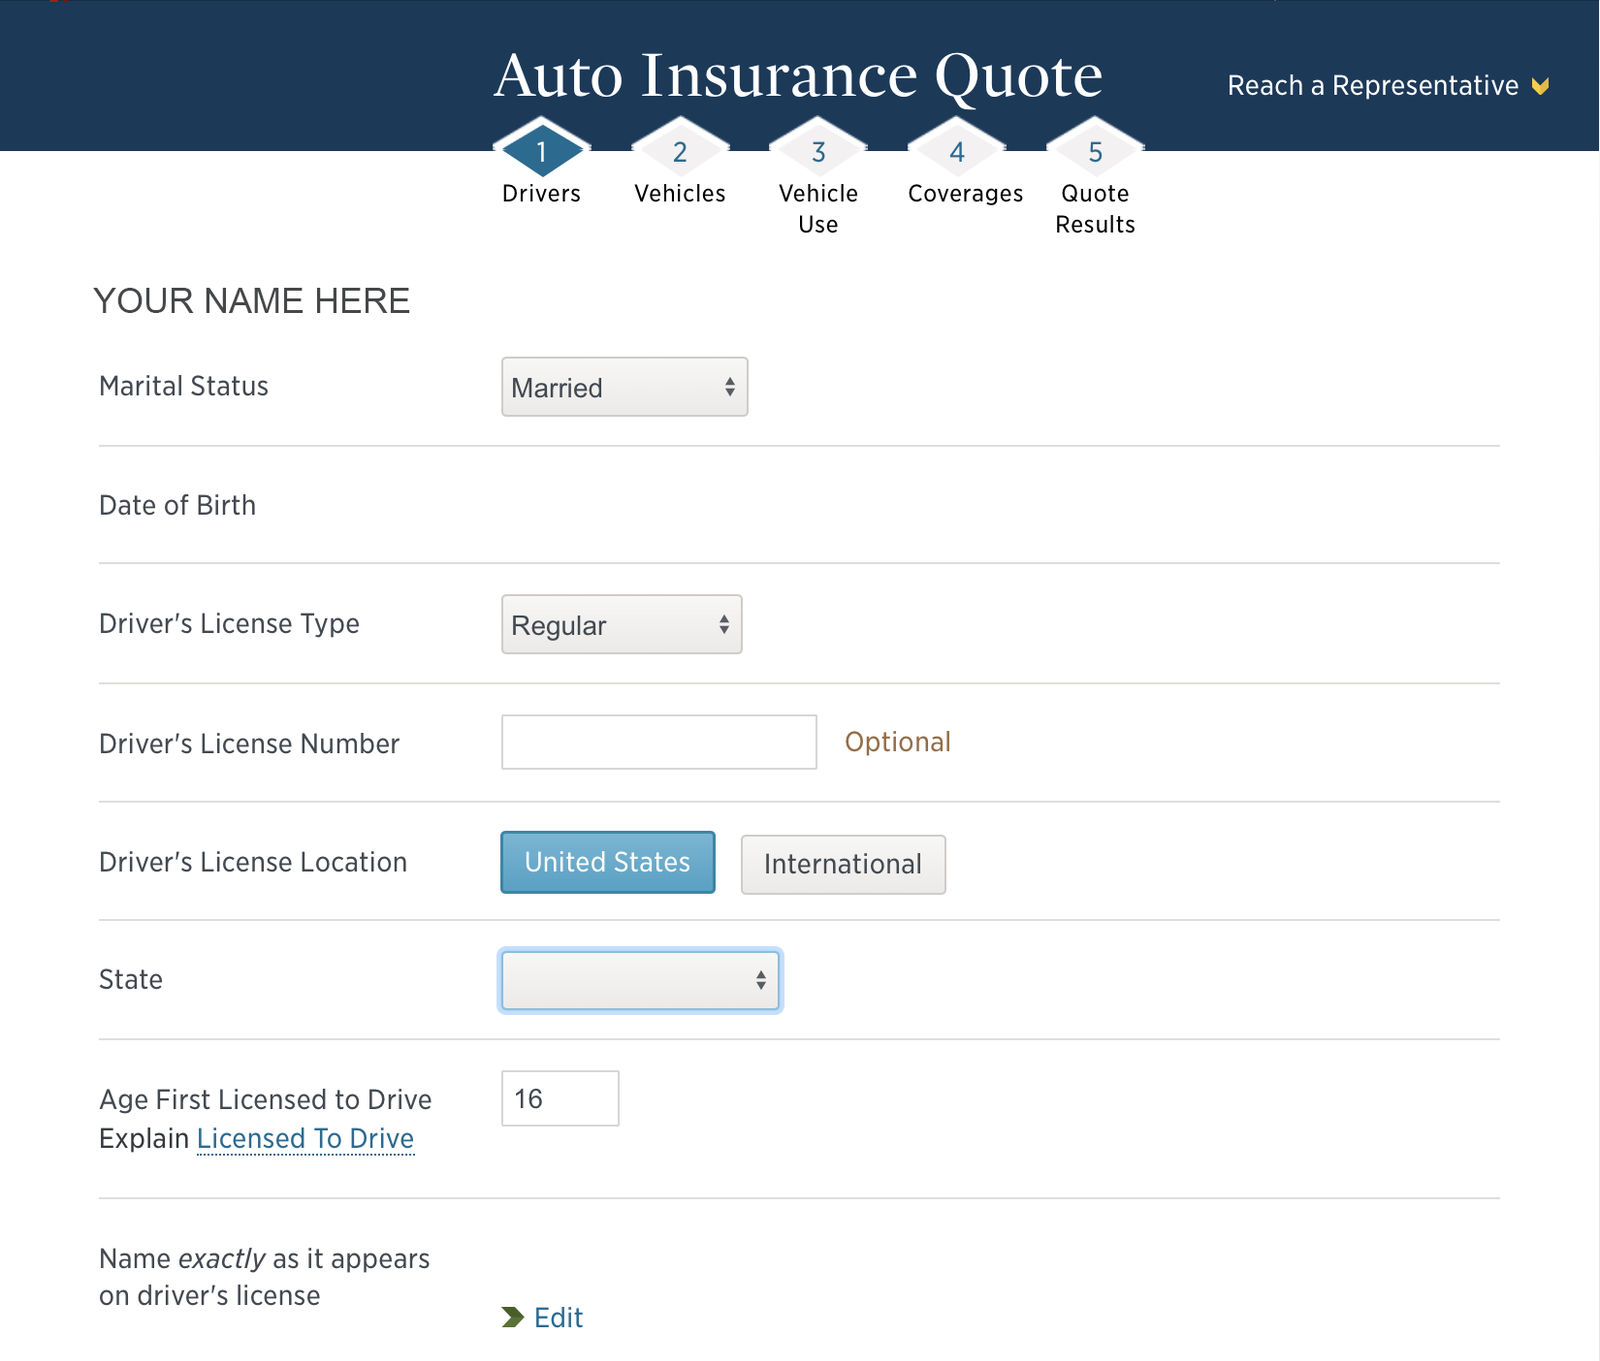 Auto Insurance Quote
Reach a Representative
1
2
3
4
5
Drivers
Vehicles
Vehicle
Use
Coverages
Quote
Results
YOUR NAME HERE
Marital Status
Married
Date of Birth
Driver's License Type
Regular
Driver's License Number
Optional
Driver's License Location
United States
International
State
Age First Licensed to Drive
16
Explain Licensed To Drive
Name exactly as it appears
on driver's license
Edit